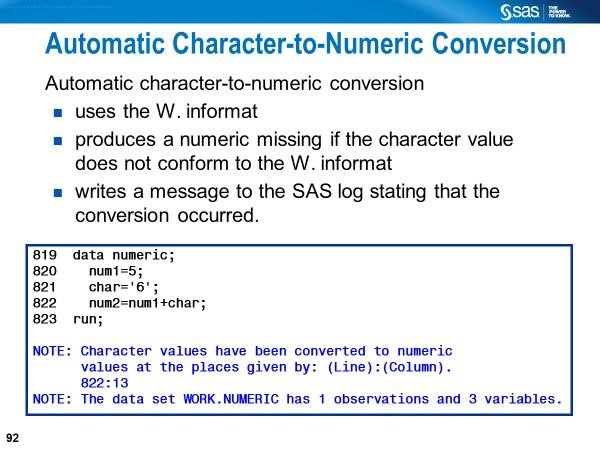 sas THE
POWER
TO KNOW.
Automatic Character-to-Numeric Conversion
Automatic character-to-numeric conversion
■ uses the W. informat
■ produces a numeric missing if the character value
does not conform to the W. informat
■ writes a message to the SAS log stating that the
conversion occurred.
819  data numeric;
820    num1=5;
821    char='6';
822    num2=num1+char;
823  run;
NOTE: Character values have been converted to numeric
      values at the places given by: (Line):(Column).
      822:13
NOTE: The data set WORK.NUMERIC has 1 observations and 3 variables.
92